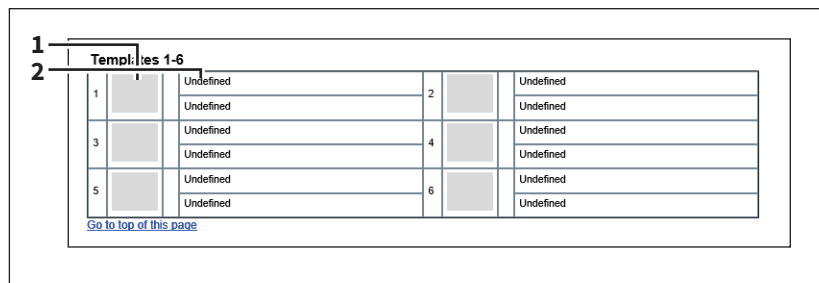 1
Templates 1-6
2
1 Undefined 2 Undefined
Undefined Undefined
3 Undefined 4 Undefined
Undefined Undefined
5 Undefined 6 Undefined
Undefined Undefined
Go to top of this page